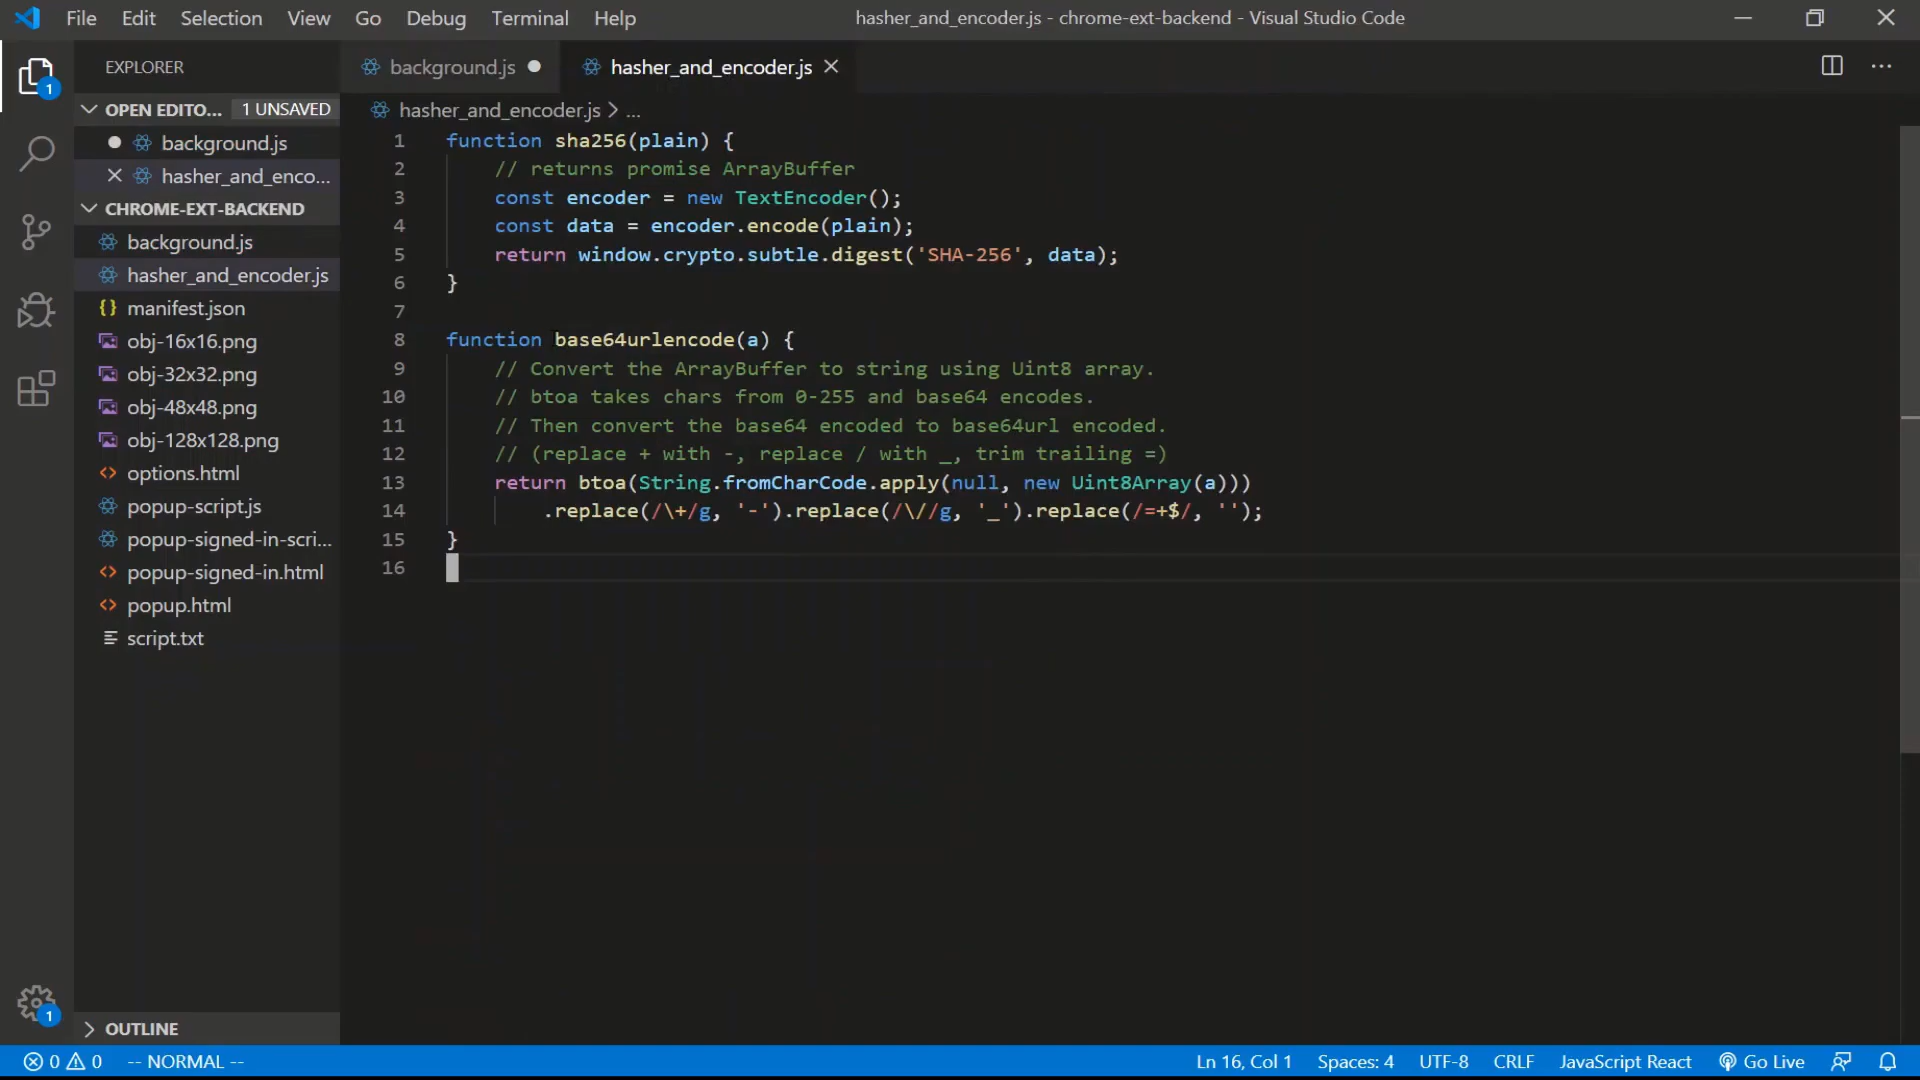 File Edit Selection View Go Debug Terminal Help hasher_and_encoder.js - chrome-ext-backend - Visual Studio Code
EXPLORER
OPEN EDITO... 1 UNSAVED
background.js
hasher_and_enco...
CHROME-EXT-BACKEND
background.js
hasher_and_encoder.js
manifest.json
obj-16x16.png
obj-32x32.png
obj-48x48.png
obj-128x128.png
options.html
popup-script.js
popup-signed-in-scri...
popup-signed-in.html
popup.html
script.txt
OUTLINE
1
1
background.js hasher_and_encoder.js
hasher_and_encoder.js > ...
1 function sha256(plain) {
2 // returns promise ArrayBuffer
3 const encoder = new TextEncoder();
4 const data = encoder.encode(plain);
5 return window.crypto.subtle.digest('SHA-256', data);
6 }
7
8 function base64urlencode(a) {
9 // Convert the ArrayBuffer to string using Uint8 array.
10 // btoa takes chars from 0-255 and base64 encodes.
11 // Then convert the base64 encoded to base64url encoded.
12 // (replace + with -, replace / with _, trim trailing =)
13 return btoa(String.fromCharCode.apply(null, new Uint8Array(a)))
14 .replace(/\+/g, '-').replace(/\//g, '_').replace(/=+$/, '');
15 }
16
0 0 -- NORMAL -- Ln 16, Col 1 Spaces: 4 UTF-8 CRLF JavaScript React Go Live